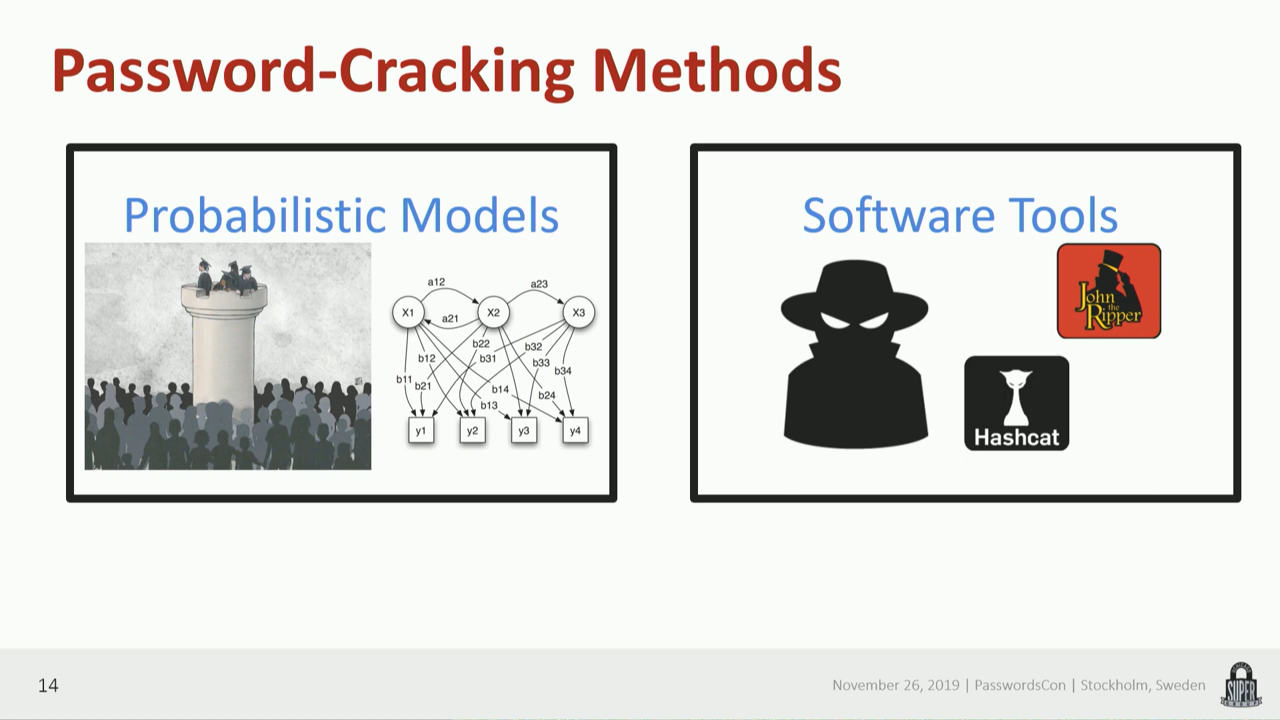 Password-Cracking Methods
Probabilistic Models
a12
a23
X1
X2
X3
a21
b22
b32
b12
b31
b33
b34
b11
b21
b14
b24
b13
y1
y2
y3
y4
Software Tools
John
the
Ripper
Hashcat
14
November 26, 2019 | PasswordsCon | Stockholm, Sweden
SUPER